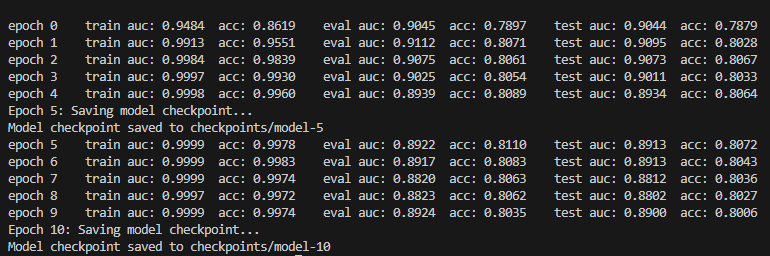 epoch 0    train auc: 0.9484  acc: 0.8619    eval auc: 0.9045  acc: 0.7897    test auc: 0.9044  acc: 0.7879
epoch 1    train auc: 0.9913  acc: 0.9551    eval auc: 0.9112  acc: 0.8071    test auc: 0.9095  acc: 0.8028
epoch 2    train auc: 0.9984  acc: 0.9839    eval auc: 0.9075  acc: 0.8061    test auc: 0.9073  acc: 0.8067
epoch 3    train auc: 0.9997  acc: 0.9930    eval auc: 0.9025  acc: 0.8054    test auc: 0.9011  acc: 0.8033
epoch 4    train auc: 0.9998  acc: 0.9960    eval auc: 0.8939  acc: 0.8089    test auc: 0.8934  acc: 0.8064
Epoch 5: Saving model checkpoint...
Model checkpoint saved to checkpoints/model-5
epoch 5    train auc: 0.9999  acc: 0.9978    eval auc: 0.8922  acc: 0.8110    test auc: 0.8913  acc: 0.8072
epoch 6    train auc: 0.9999  acc: 0.9983    eval auc: 0.8917  acc: 0.8083    test auc: 0.8913  acc: 0.8043
epoch 7    train auc: 0.9999  acc: 0.9974    eval auc: 0.8820  acc: 0.8063    test auc: 0.8812  acc: 0.8036
epoch 8    train auc: 0.9997  acc: 0.9972    eval auc: 0.8823  acc: 0.8062    test auc: 0.8802  acc: 0.8027
epoch 9    train auc: 0.9999  acc: 0.9974    eval auc: 0.8924  acc: 0.8035    test auc: 0.8900  acc: 0.8006
Epoch 10: Saving model checkpoint...
Model checkpoint saved to checkpoints/model-10